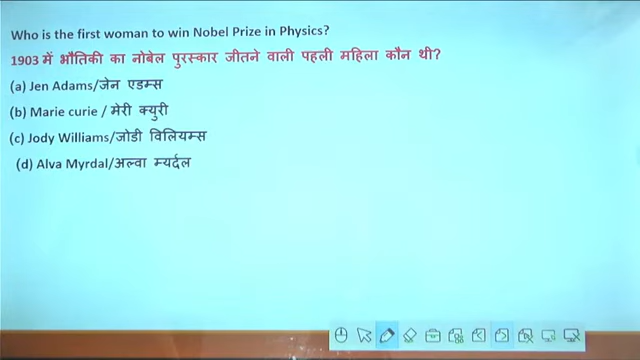 Who is the first woman to win Nobel Prize in Physics?
1903 में भौतिकी का नोबेल पुरस्कार जीतने वाली पहली महिला कौन थी?
(a) Jen Adams/जेन एडम्स
(b) Marie curie / मेरी क्युरी
(c) Jody Williams/जोडी विलियम्स
(d) Alva Myrdal/अल्वा म्यर्दल